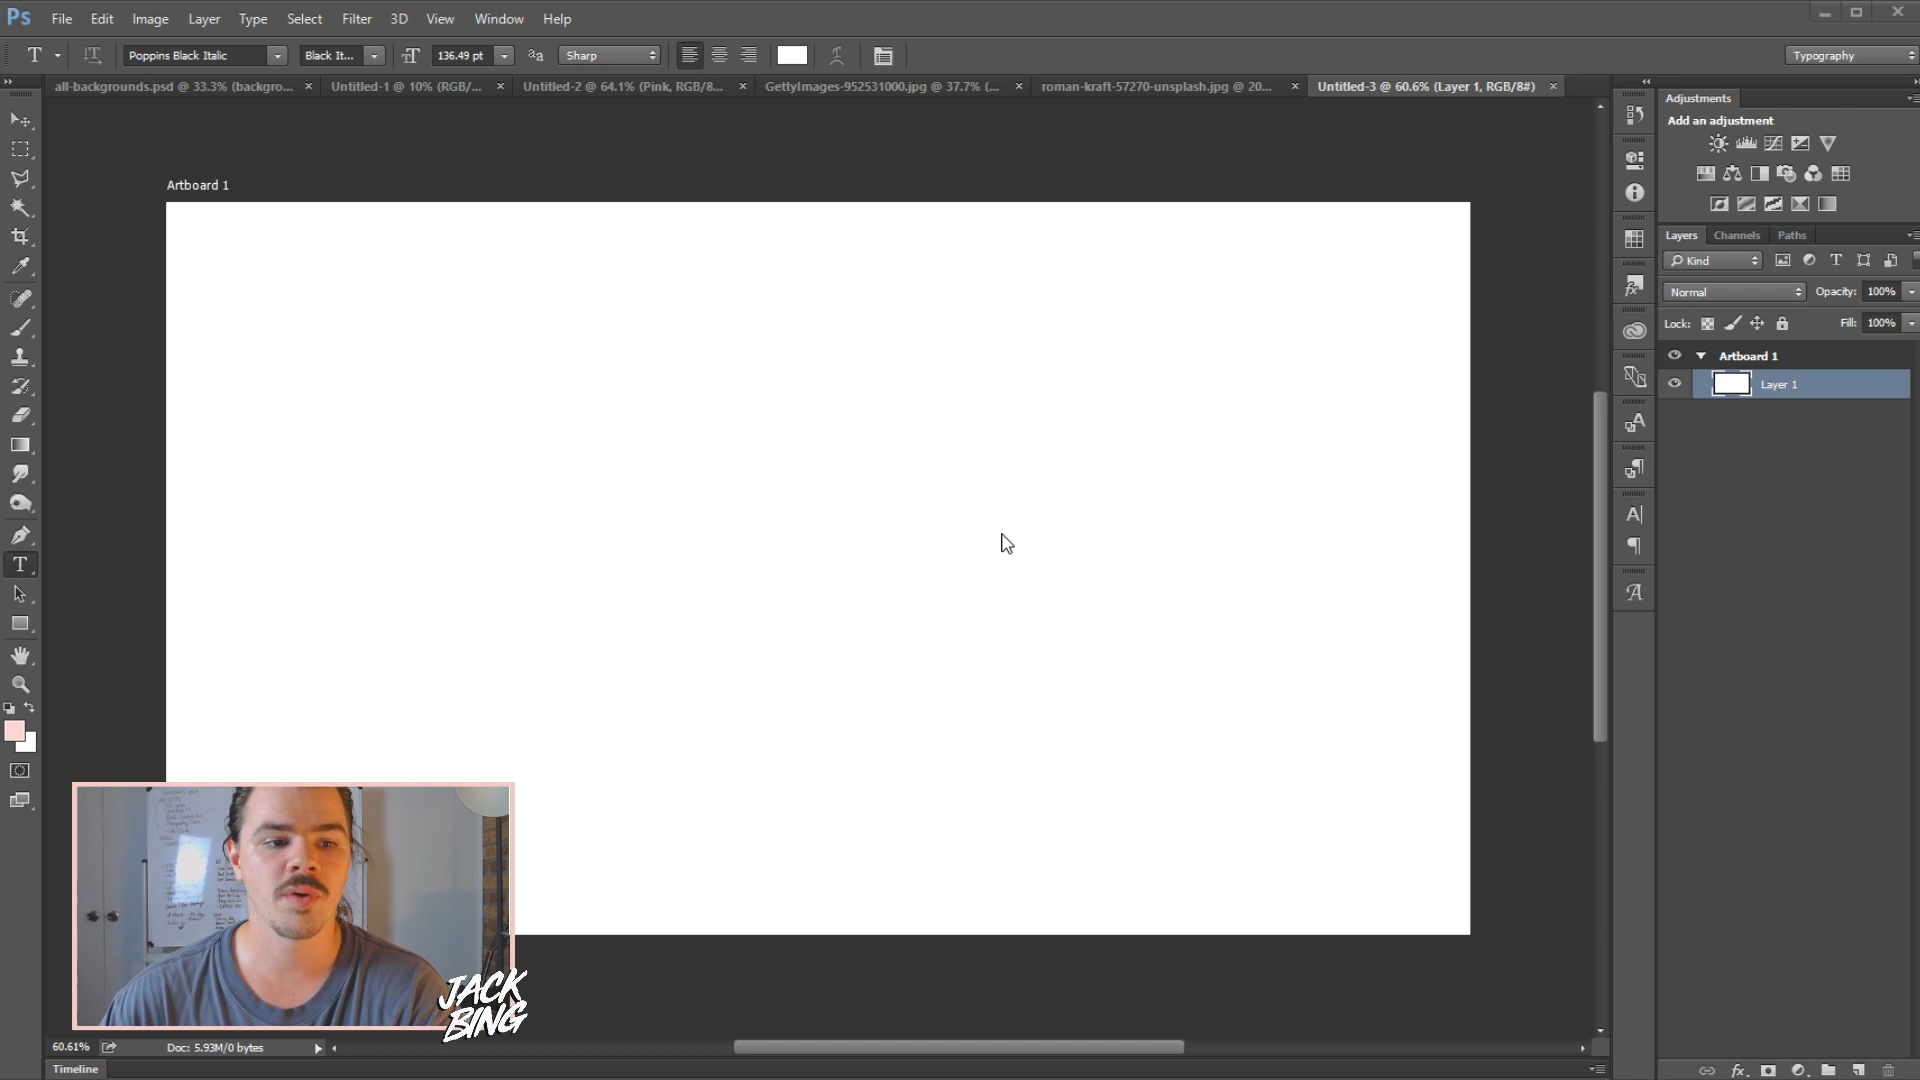 Ps File Edit Image Layer Type Select Filter 3D View Window Help
T Poppins Black Italic Black It... 136.49 pt aa Sharp Typography
all-backgrounds.psd @ 33.3% (backgro... × Untitled-1 @ 10% (RGB/... × Untitled-2 @ 64.1% (Pink, RGB/8... × GettyImages-952531000.jpg @ 37.7% (... × roman-kraft-57270-unsplash.jpg @ 20... × Untitled-3 @ 60.6% (Layer 1, RGB/8#) ×
Artboard 1
Adjustments
Add an adjustment
Layers Channels Paths
Kind
Normal Opacity: 100%
Lock: Fill: 100%
Artboard 1
Layer 1
JACK
BING
60.61% Doc: 5.93M/0 bytes
Timeline